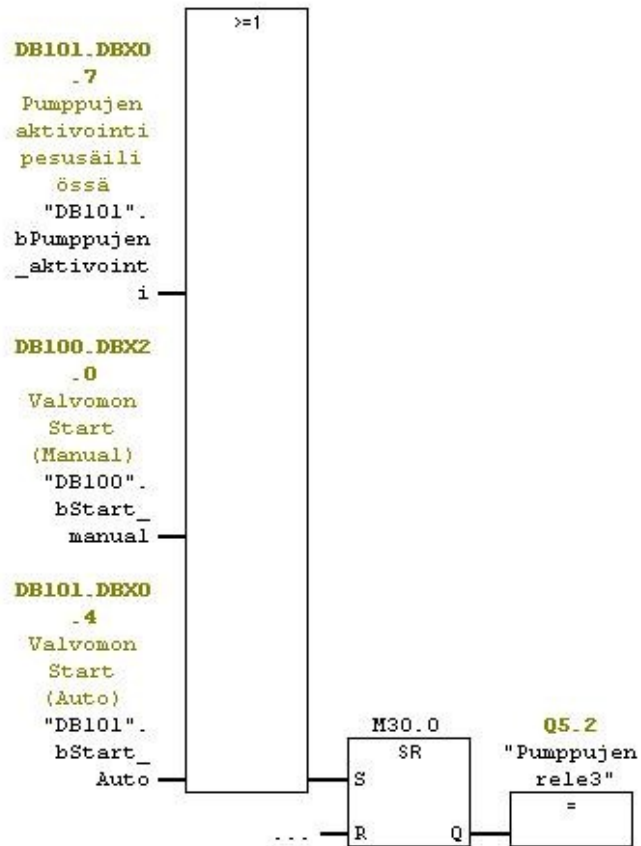 >=1
DB101.DBX0
.7
Pumppujen
aktivointi
pesusäili
össä
"DB101".
bPumppujen
_aktivoint
i
DB100.DBX2
.0
Valvomon
Start
(Manual)
"DB100".
bStart_
manual
DB101.DBX0
.4
Valvomon
Start
(Auto)
"DB101".
bStart_
Auto
M30.0
SR
S
... R Q
Q5.2
"Pumppujen
rele3"
=